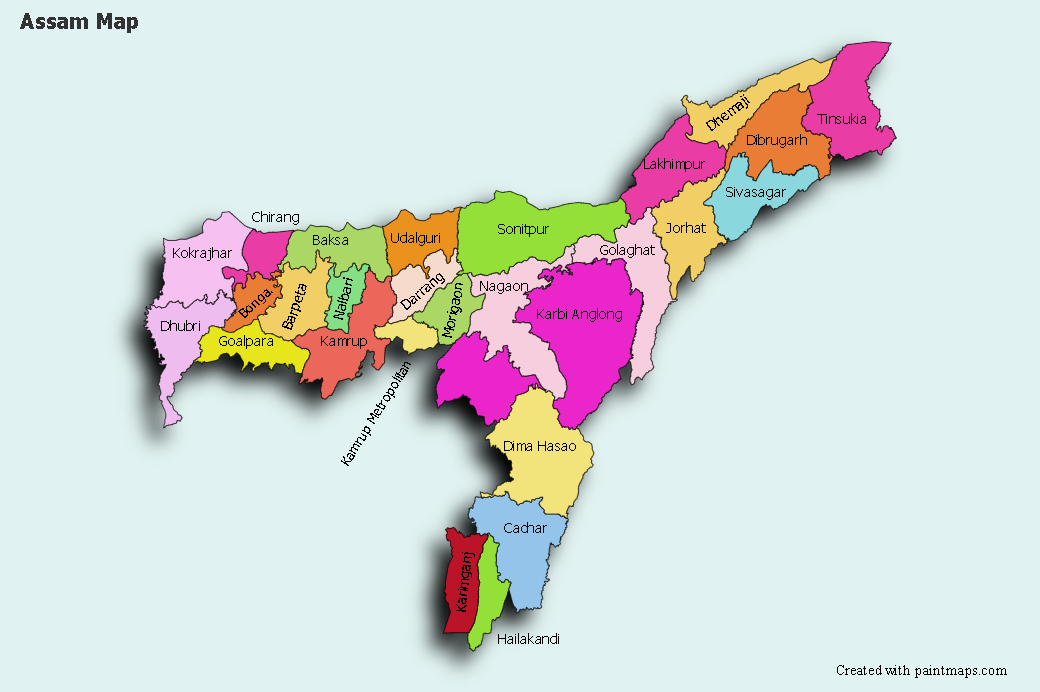 Assam Map
Dhemaji
Tinsukia
Dibrugarh
Lakhimpur
Sivasagar
Chirang
Jorhat
Sonitpur
Udalguri
Baksa
Kokrajhar
Golaghat
Darrang
Nagaon
Bonga.
Barpeta
Nalbari
Morigaon
Karbi Anglong
Dhubri
Goalpara
Kamrup
Kamrup Metropolitan
Dima Hasao
Cachar
Karimganj
Hailakandi
Created with paintmaps.com